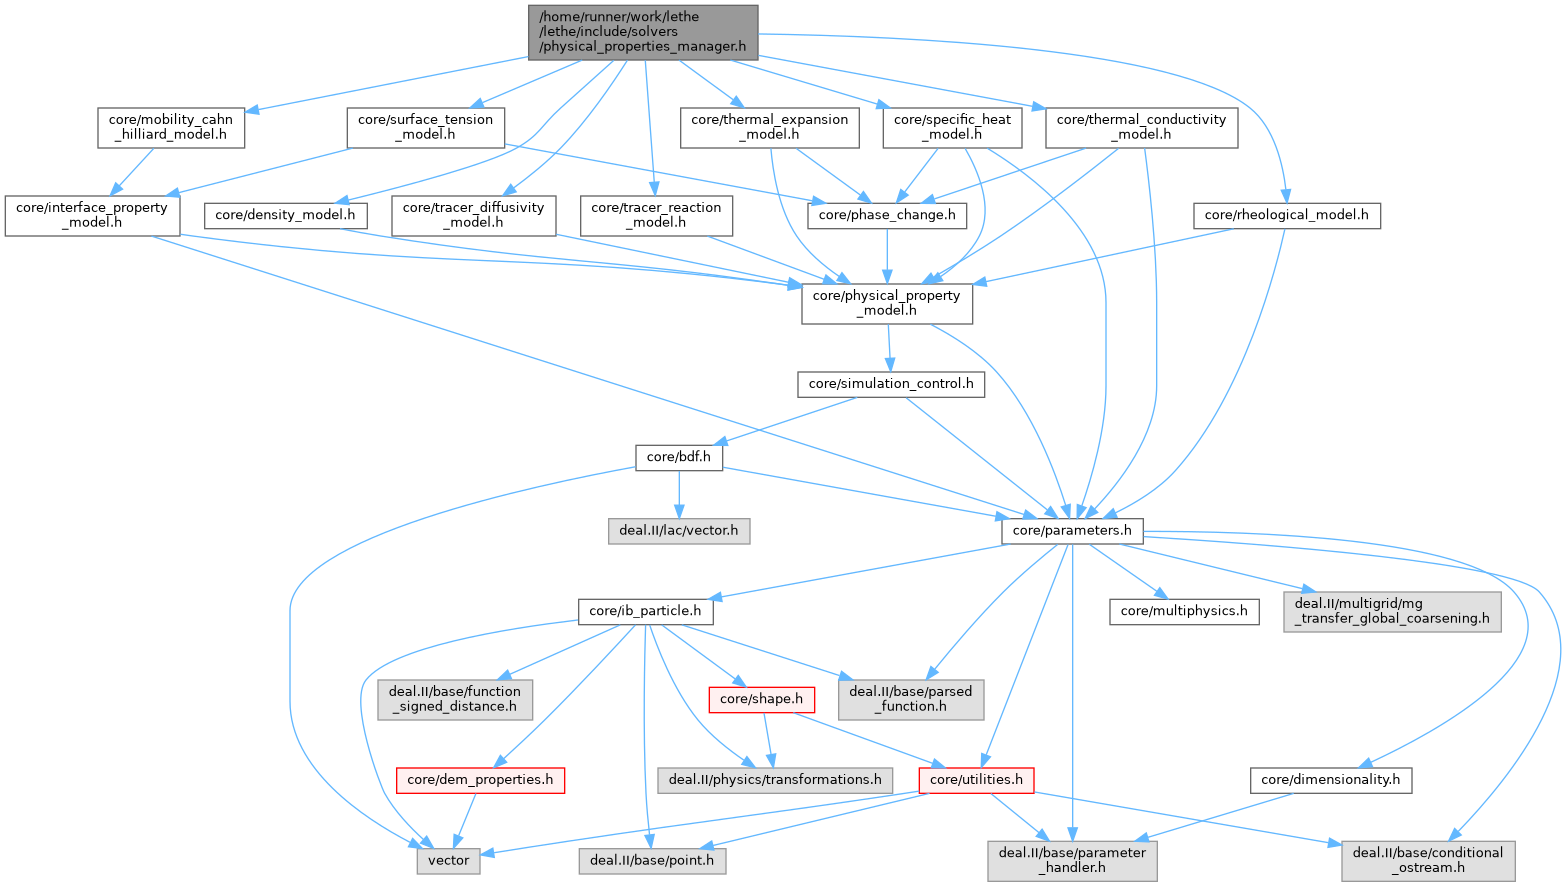 /home/runner/work/lethe
/lethe/include/solvers
/physical_properties_manager.h
core/mobility_cahn
_hilliard_model.h
core/surface_tension
_model.h
core/thermal_expansion
_model.h
core/specific_heat
_model.h
core/thermal_conductivity
_model.h
core/interface_property
_model.h
core/density_model.h
core/tracer_diffusivity
_model.h
core/tracer_reaction
_model.h
core/phase_change.h
core/rheological_model.h
core/physical_property
_model.h
core/simulation_control.h
core/bdf.h
deal.II/lac/vector.h
core/parameters.h
core/ib_particle.h
core/multiphysics.h
deal.II/multigrid/mg
_transfer_global_coarsening.h
deal.II/base/function
_signed_distance.h
core/shape.h
deal.II/base/parsed
_function.h
core/dem_properties.h
deal.II/physics/transformations.h
core/utilities.h
core/dimensionality.h
vector
deal.II/base/point.h
deal.II/base/parameter
_handler.h
deal.II/base/conditional
_ostream.h